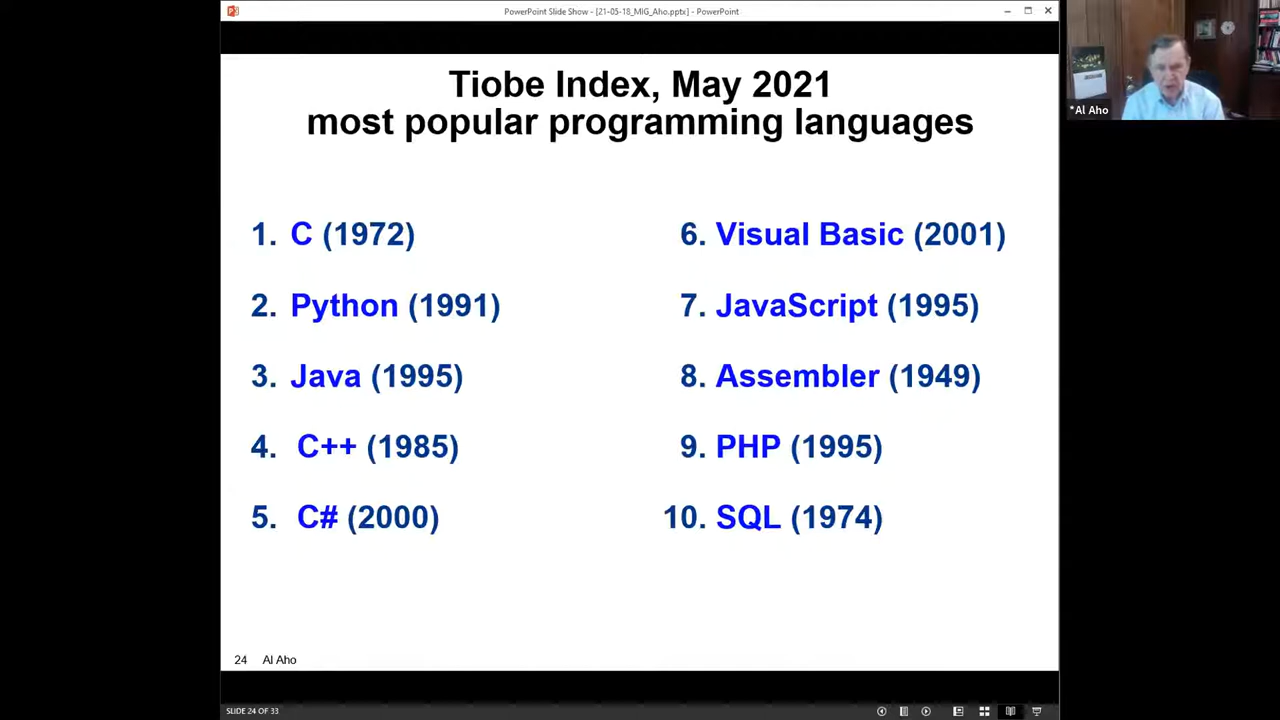 PowerPoint Slide Show - [21-05-18_MIG_Aho.pptx] - PowerPoint
Tiobe Index, May 2021
most popular programming languages
1. C (1972)
2. Python (1991)
3. Java (1995)
4. C++ (1985)
5. C# (2000)
6. Visual Basic (2001)
7. JavaScript (1995)
8. Assembler (1949)
9. PHP (1995)
10. SQL (1974)
24 Al Aho
SLIDE 24 OF 33
*Al Aho